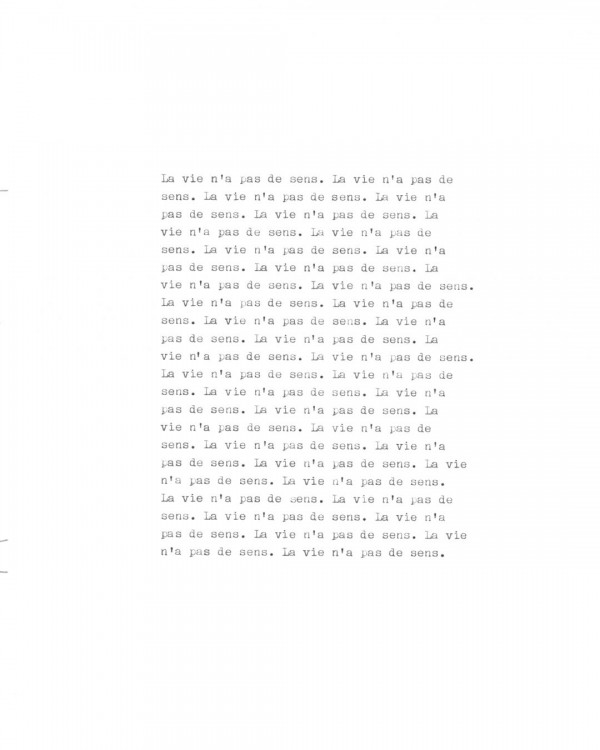 La vie n'a pas de sens. La vie n'a pas de
sens. La vie n'a pas de sens. La vie n'a
pas de sens. La vie n'a pas de sens. La
vie n'a pas de sens. La vie n'a pas de
sens. La vie n'a pas de sens. La vie n'a
pas de sens. La vie n'a pas de sens. La
vie n'a pas de sens. La vie n'a pas de sens.
La vie n'a pas de sens. La vie n'a pas de
sens. La vie n'a pas de sens. La vie n'a
pas de sens. La vie n'a pas de sens. La
vie n'a pas de sens. La vie n'a pas de sens.
La vie n'a pas de sens. La vie n'a pas de
sens. La vie n'a pas de sens. La vie n'a
pas de sens. La vie n'a pas de sens. La
vie n'a pas de sens. La vie n'a pas de
sens. La vie n'a pas de sens. La vie n'a
pas de sens. La vie n'a pas de sens. La vie
n'a pas de sens. La vie n'a pas de sens.
La vie n'a pas de sens. La vie n'a pas de
sens. La vie n'a pas de sens. La vie n'a
pas de sens. La vie n'a pas de sens. La vie
n'a pas de sens. La vie n'a pas de sens.